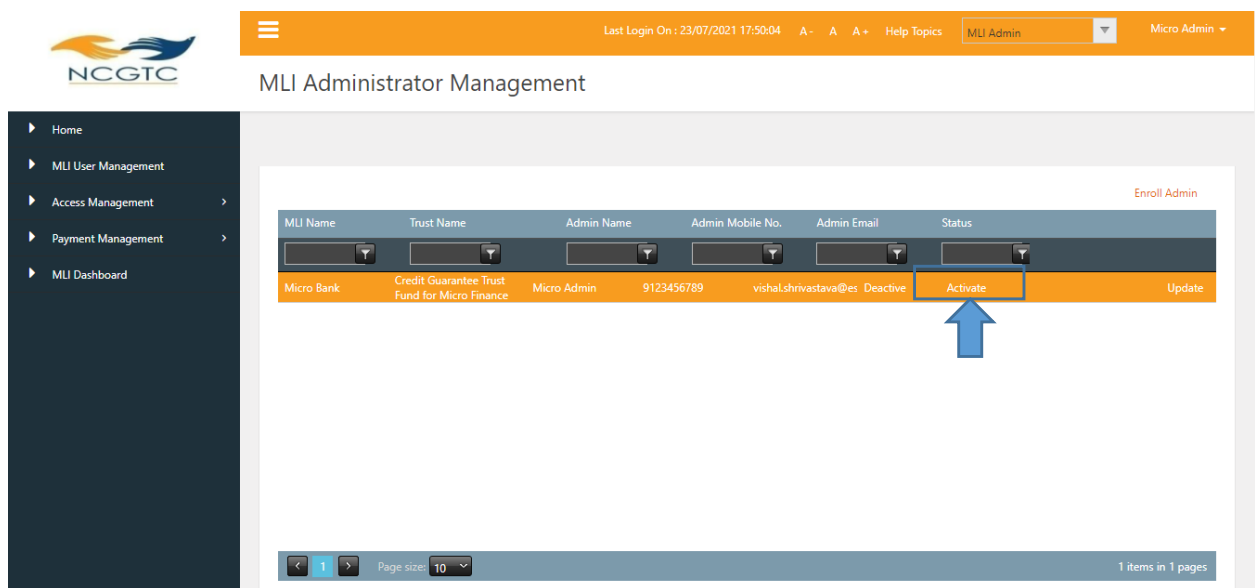 NCGTC
Last Login On : 23/07/2021 17:50:04 A- A A+ Help Topics MLI Admin Micro Admin
MLI Administrator Management
Home
MLI User Management
Access Management
Payment Management
MLI Dashboard
Enroll Admin
MLI Name Trust Name Admin Name Admin Mobile No. Admin Email Status
Micro Bank Credit Guarantee Trust Micro Admin 9123456789 vishal.shrivastava@es Deactive Activate Update
Fund for Micro Finance
1 Page size: 10 1 items in 1 pages